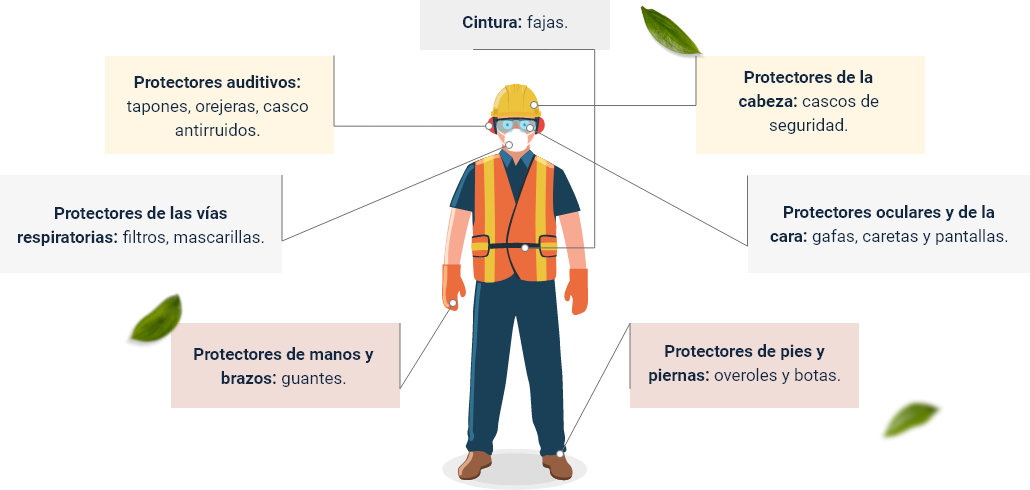 Cintura: fajas.
Protectores auditivos:
tapones, orejeras, casco
antirruidos.
Protectores de la
cabeza: cascos de
seguridad.
Protectores de las vías
respiratorias: filtros, mascarillas.
Protectores oculares y de la
cara: gafas, caretas y pantallas.
Protectores de manos y
brazos: guantes.
Protectores de pies y
piernas: overoles y botas.